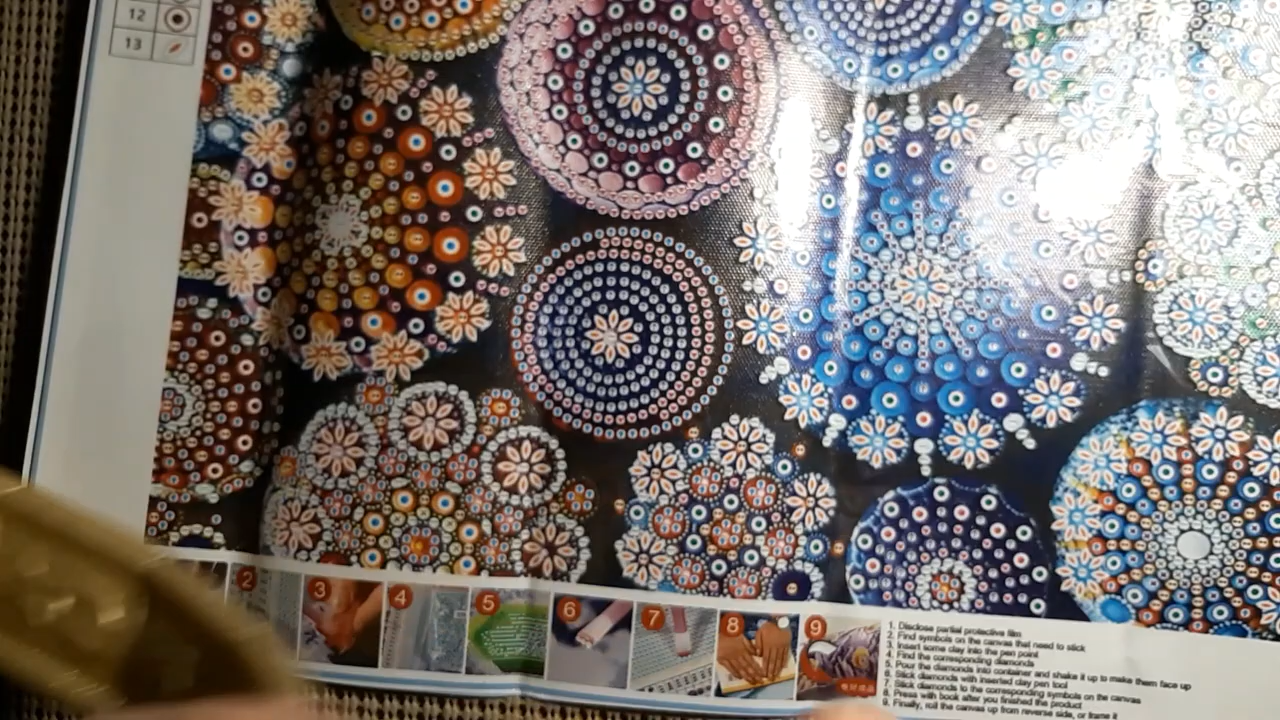 12
13
2
3
4
5
6
7
8
9
1. Disclose partial protective film
2. Find symbols on the canvas that need to stick
3. Insert some clay into the pen point
4. Find the corresponding diamonds
5. Pour the diamonds into container and shake it up to make them face up
6. Stick diamonds with inserted clay pen tool
7. Stick diamonds to the corresponding symbols on the canvas
8. Press with book after you finished the product
9. Finally, roll the canvas up from reverse side, or frame it